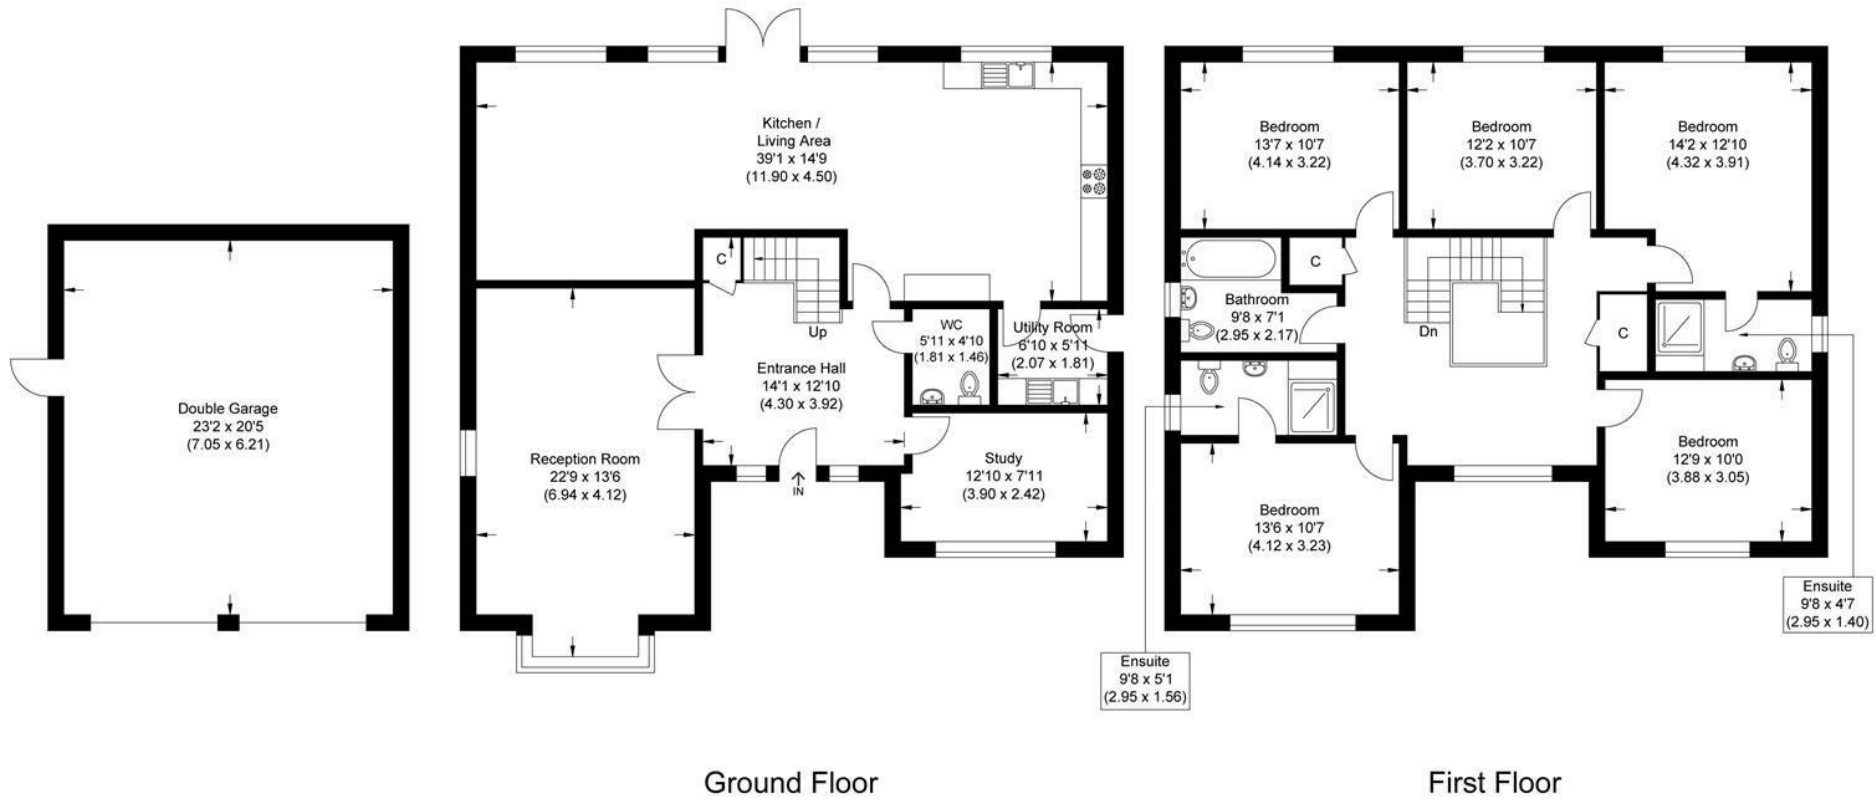 Double Garage
23'2 x 20'5
(7.05 x 6.21)
Kitchen /
Living Area
39'1 x 14'9
(11.90 x 4.50)
C
Up
WC
5'11 x 4'10
(1.81 x 1.46)
Utility Room
6'10 x 5'11
(2.07 x 1.81)
Entrance Hall
14'1 x 12'10
(4.30 x 3.92)
Reception Room
22'9 x 13'6
(6.94 x 4.12)
Study
12'10 x 7'11
(3.90 x 2.42)
IN
Ground Floor
Bedroom
13'7 x 10'7
(4.14 x 3.22)
Bedroom
12'2 x 10'7
(3.70 x 3.22)
Bedroom
14'2 x 12'10
(4.32 x 3.91)
C
Bathroom
9'8 x 7'1
(2.95 x 2.17)
Dn
C
Bedroom
12'9 x 10'0
(3.88 x 3.05)
Bedroom
13'6 x 10'7
(4.12 x 3.23)
Ensuite
9'8 x 4'7
(2.95 x 1.40)
Ensuite
9'8 x 5'1
(2.95 x 1.56)
First Floor